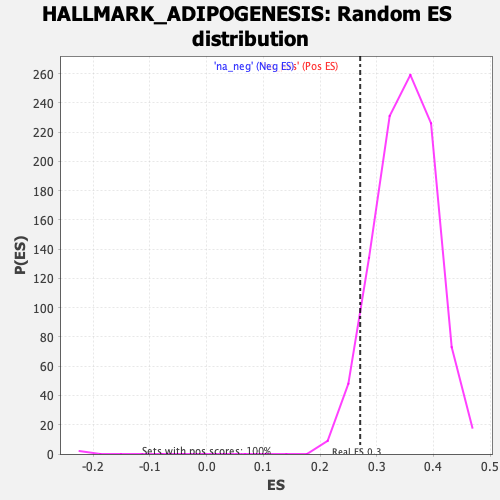 HALLMARK_ADIPOGENESIS: Random ES
distribution
'na_neg' (Neg ES)s' (Pos ES)
260
240
220
200
180
160
140
120
100
80
60
40
20
0
P(ES)
Sets with pos scores: 100%
Real ES 0.3
-0.2 -0.1 0.0 0.1 0.2 0.3 0.4 0.5
ES